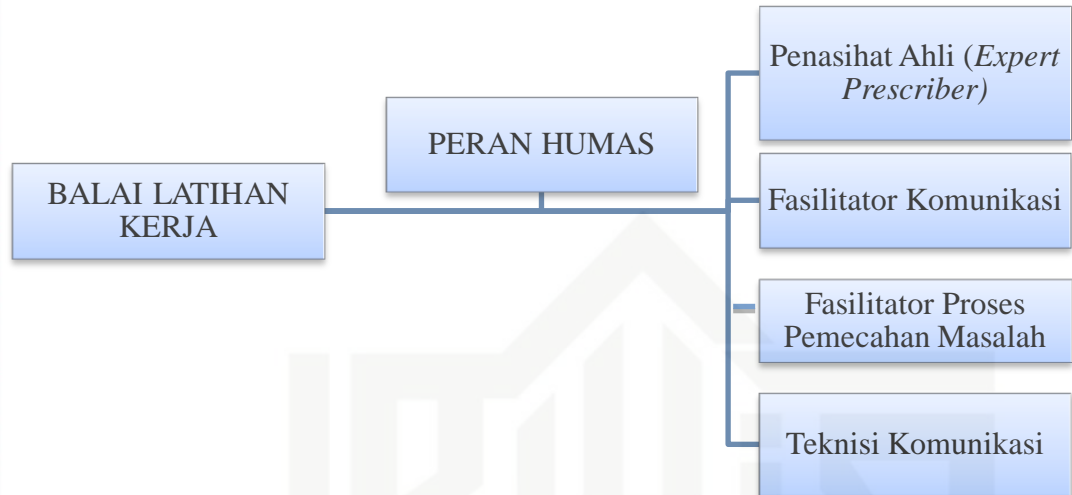 BALAI LATIHAN
KERJA
PERAN HUMAS
Penasihat Ahli (Expert
Prescriber)
Fasilitator Komunikasi
Fasilitator Proses
Pemecahan Masalah
Teknisi Komunikasi